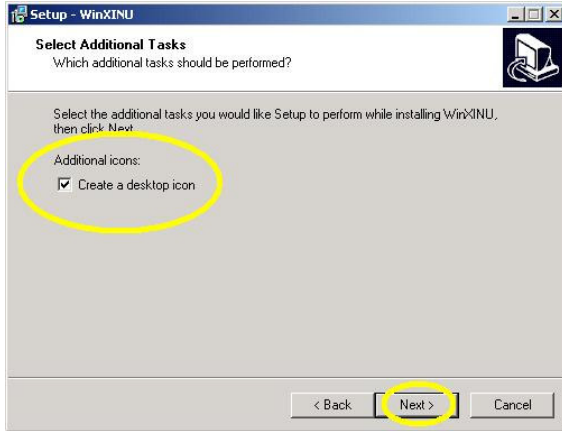 Setup - WinXINU
Select Additional Tasks
Which additional tasks should be performed?
Select the additional tasks you would like Setup to perform while installing WinXINU,
then click Next.
Additional icons:
Create a desktop icon
< Back
Next >
Cancel